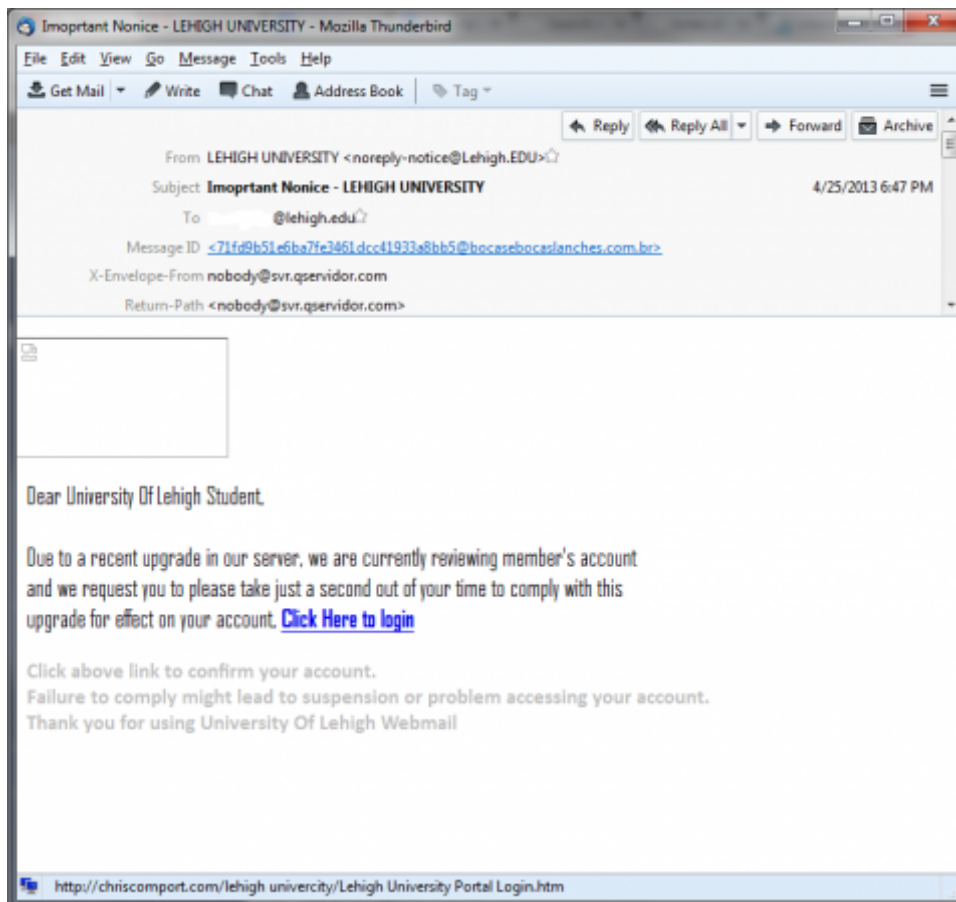 Imoprtant Nonice - LEHIGH UNIVERSITY - Mozilla Thunderbird
File Edit View Go Message Tools Help
Get Mail Write Chat Address Book Tag
Reply Reply All Forward Archive
From LEHIGH UNIVERSITY <noreply-notice@Lehigh.EDU>
Subject Imoprtant Nonice - LEHIGH UNIVERSITY 4/25/2013 6:47 PM
To @lehigh.edu
Message ID <71fd9b51e6ba7fe3461dcc41933a8bb5@bocasebocaslanches.com.br>
X-Envelope-From nobody@svr.qservidor.com
Return-Path <nobody@svr.qservidor.com>
Dear University Of Lehigh Student,
Due to a recent upgrade in our server, we are currently reviewing member's account
and we request you to please take just a second out of your time to comply with this
upgrade for effect on your account. Click Here to login
Click above link to confirm your account.
Failure to comply might lead to suspension or problem accessing your account.
Thank you for using University Of Lehigh Webmail
http://chriscomport.com/lehigh univercity/Lehigh University Portal Login.htm